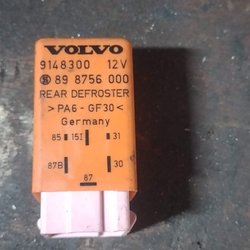 VOLVO
9148300 12V
89 8756 000
REAR DEFROSTER
>PA6-GF30<
Germany
85 15I 31
87B 30
87